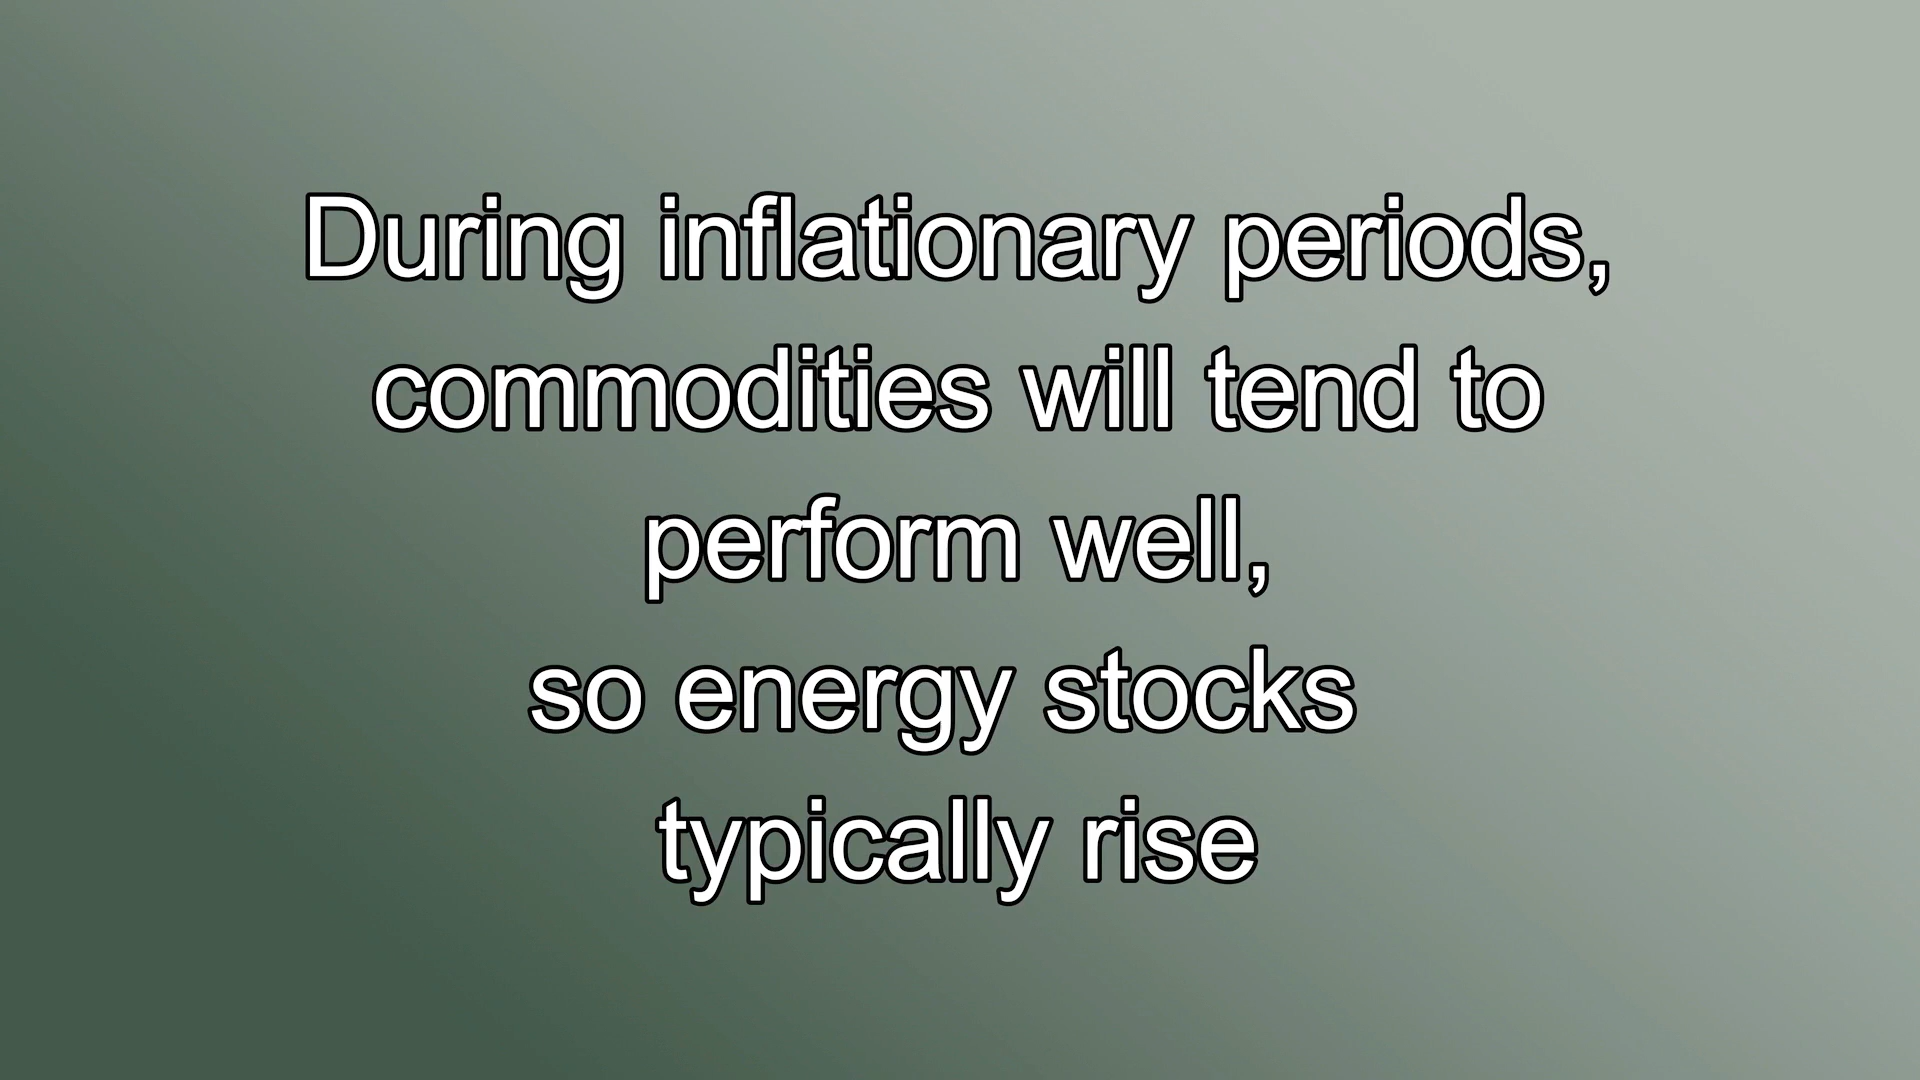 During inflationary periods,
commodities will tend to
perform well,
so energy stocks
typically rise